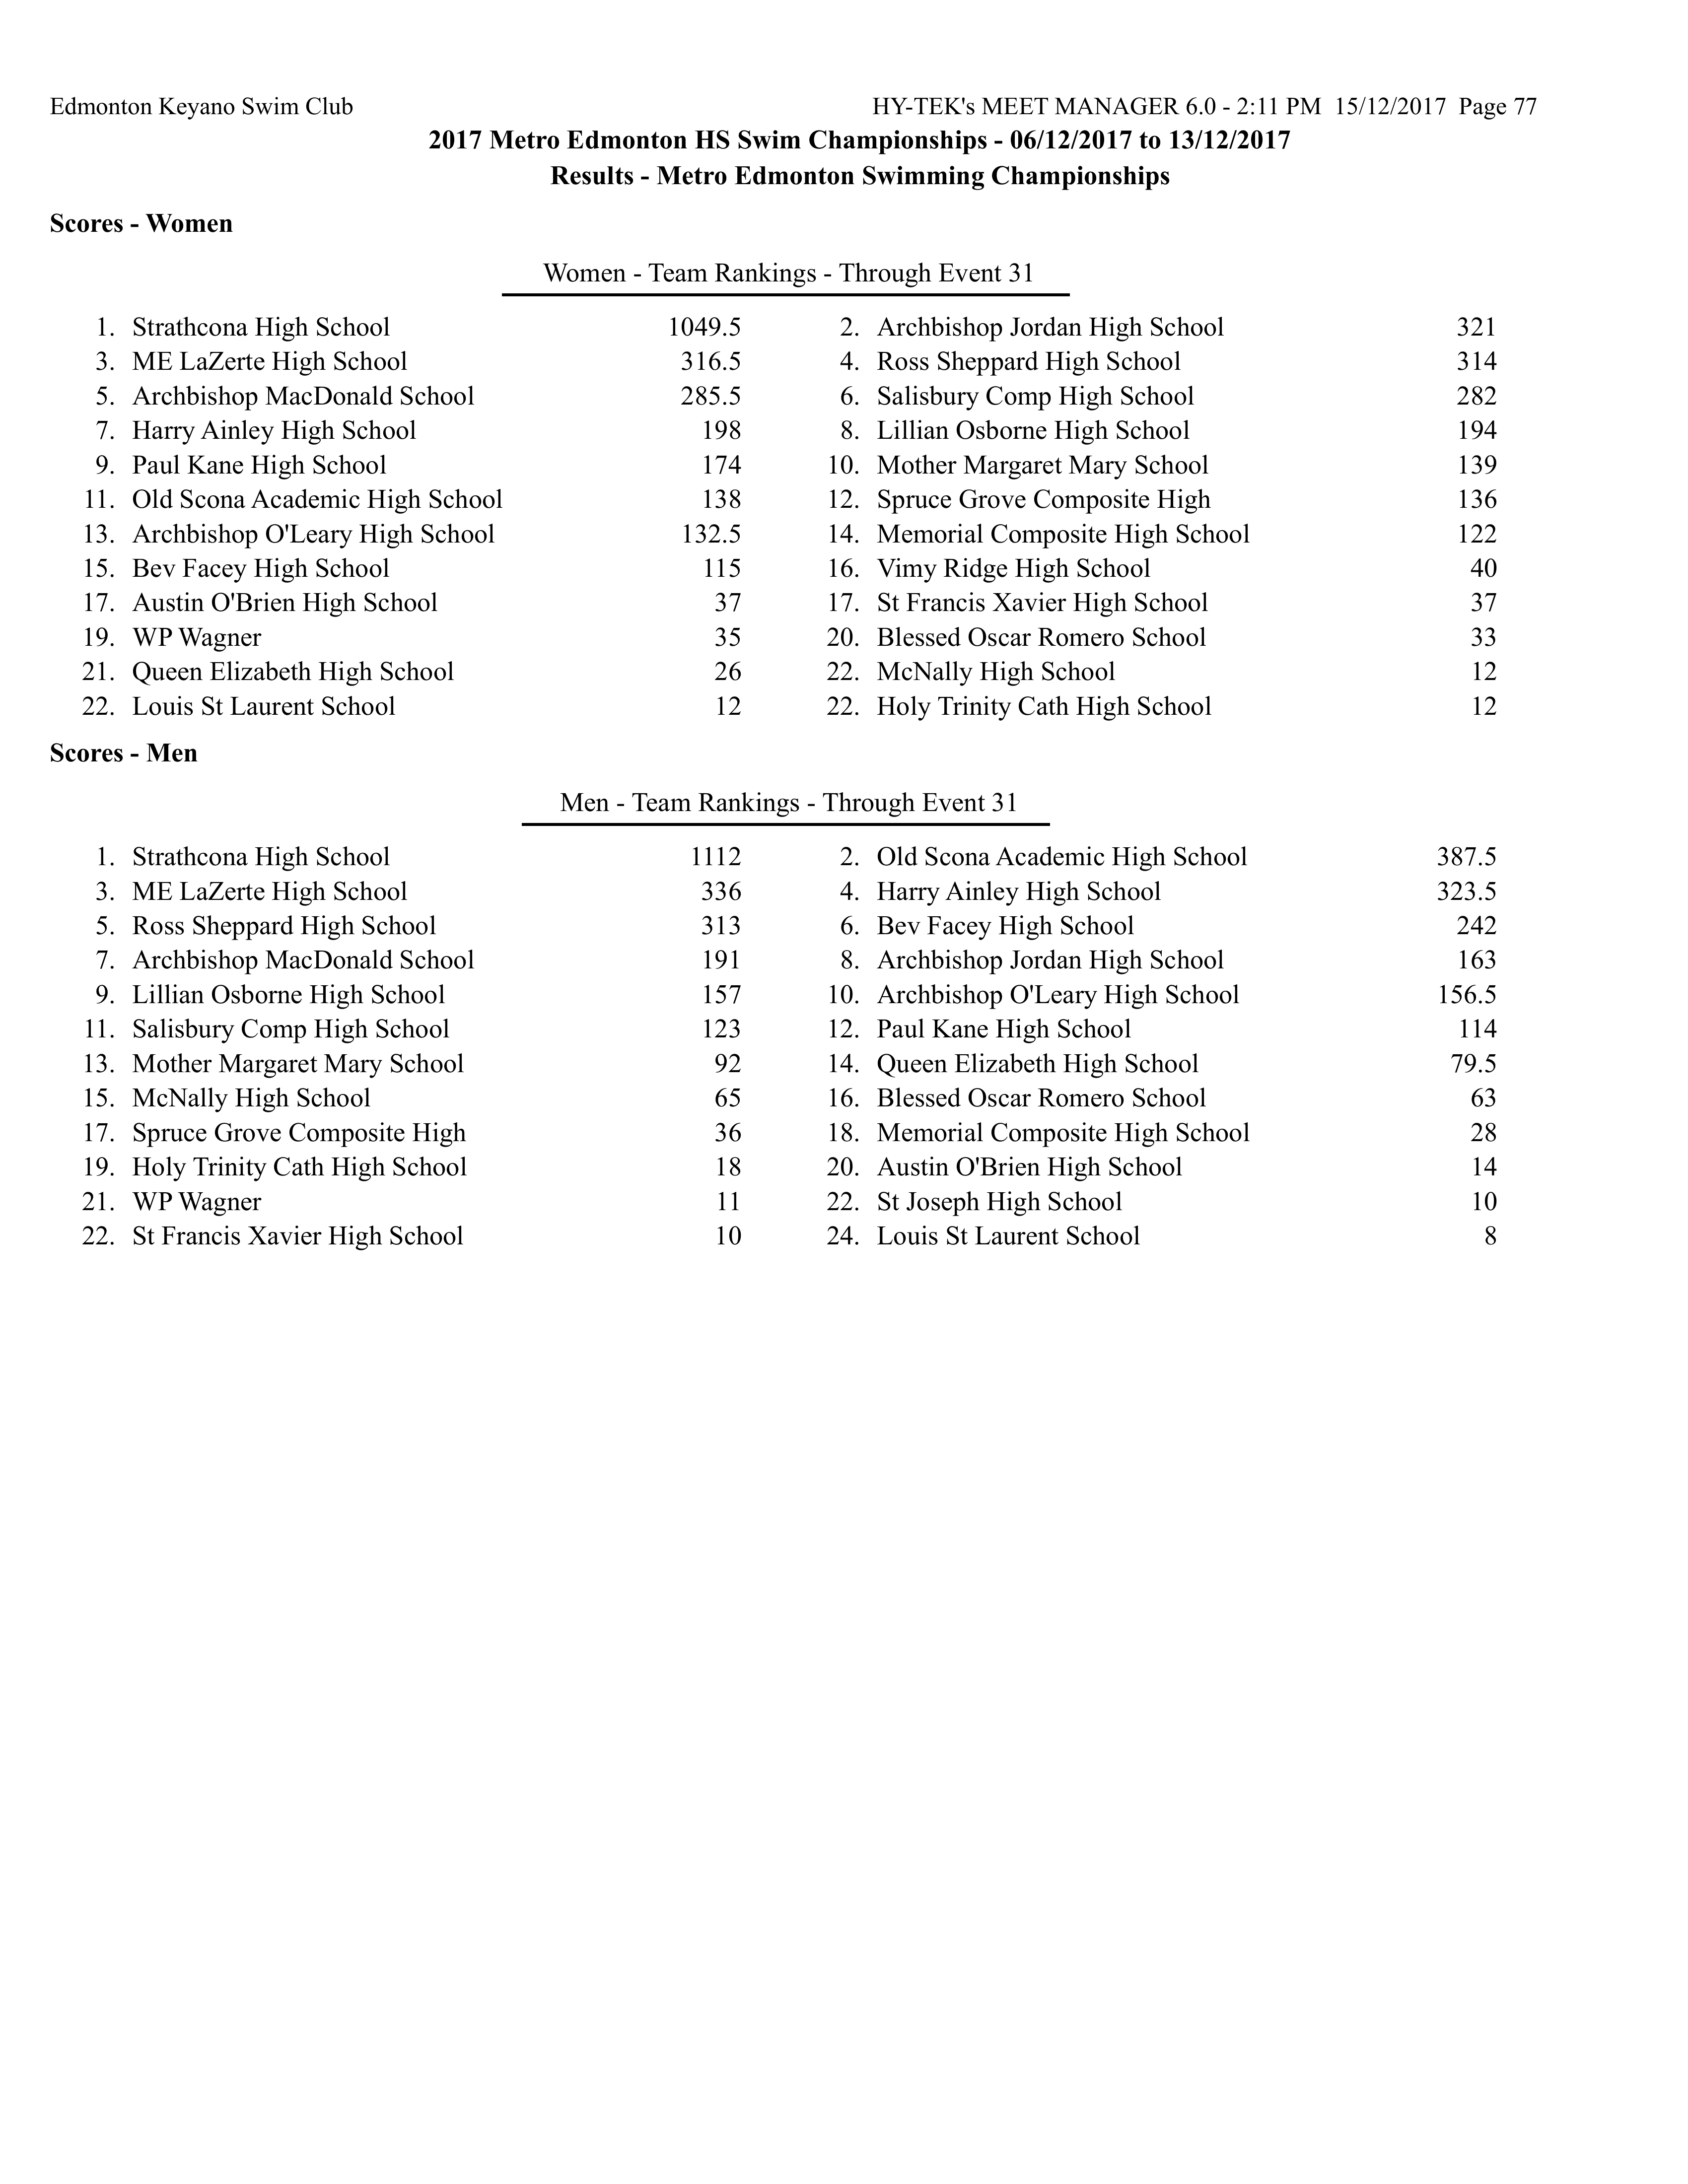 Edmonton Keyano Swim Club HY-TEK's MEET MANAGER 6.0 - 2:11 PM 15/12/2017 Page 77
2017 Metro Edmonton HS Swim Championships - 06/12/2017 to 13/12/2017
Results - Metro Edmonton Swimming Championships
Scores - Women
Women - Team Rankings - Through Event 31
1. Strathcona High School 1049.5 2. Archbishop Jordan High School 321
3. ME LaZerte High School 316.5 4. Ross Sheppard High School 314
5. Archbishop MacDonald School 285.5 6. Salisbury Comp High School 282
7. Harry Ainley High School 198 8. Lillian Osborne High School 194
9. Paul Kane High School 174 10. Mother Margaret Mary School 139
11. Old Scona Academic High School 138 12. Spruce Grove Composite High 136
13. Archbishop O'Leary High School 132.5 14. Memorial Composite High School 122
15. Bev Facey High School 115 16. Vimy Ridge High School 40
17. Austin O'Brien High School 37 17. St Francis Xavier High School 37
19. WP Wagner 35 20. Blessed Oscar Romero School 33
21. Queen Elizabeth High School 26 22. McNally High School 12
22. Louis St Laurent School 12 22. Holy Trinity Cath High School 12
Scores - Men
Men - Team Rankings - Through Event 31
1. Strathcona High School 1112 2. Old Scona Academic High School 387.5
3. ME LaZerte High School 336 4. Harry Ainley High School 323.5
5. Ross Sheppard High School 313 6. Bev Facey High School 242
7. Archbishop MacDonald School 191 8. Archbishop Jordan High School 163
9. Lillian Osborne High School 157 10. Archbishop O'Leary High School 156.5
11. Salisbury Comp High School 123 12. Paul Kane High School 114
13. Mother Margaret Mary School 92 14. Queen Elizabeth High School 79.5
15. McNally High School 65 16. Blessed Oscar Romero School 63
17. Spruce Grove Composite High 36 18. Memorial Composite High School 28
19. Holy Trinity Cath High School 18 20. Austin O'Brien High School 14
21. WP Wagner 11 22. St Joseph High School 10
22. St Francis Xavier High School 10 24. Louis St Laurent School 8